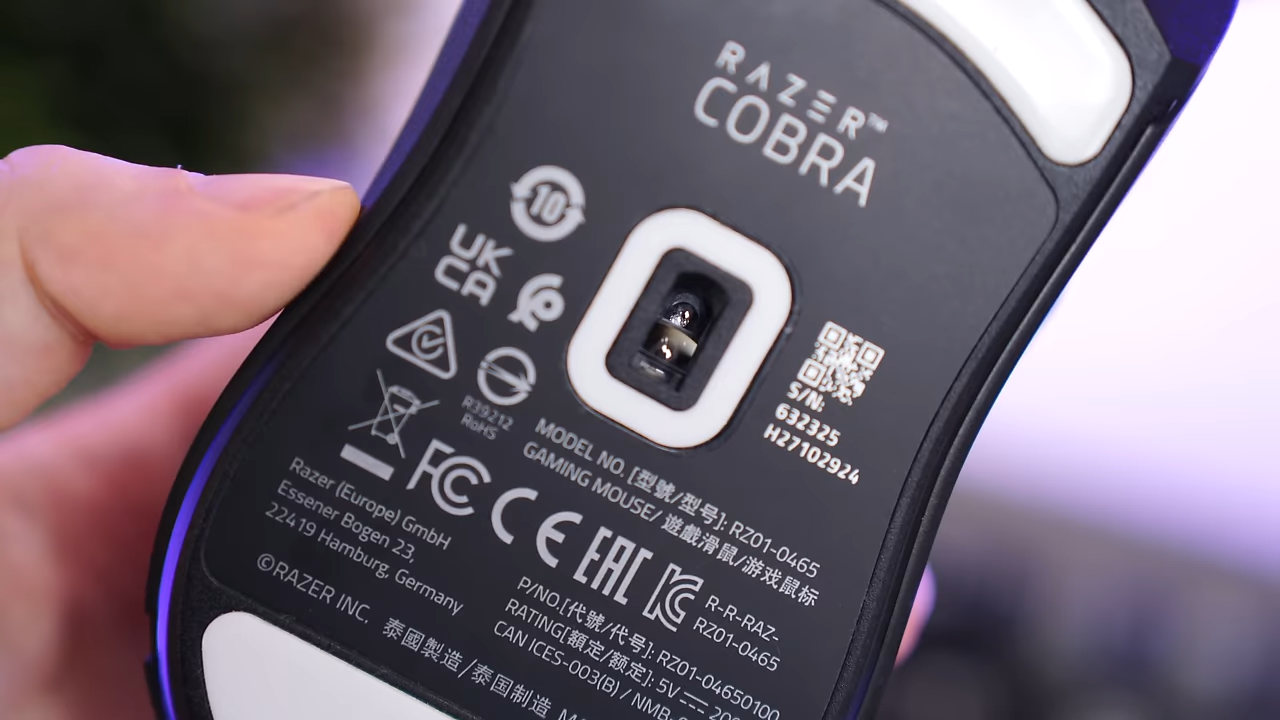 RAZER™
COBRA
10
UK
CA
R39212
RoHS
S/N:
632325
H27102924
MODEL NO. [型號/型号]: RZ01-0465
GAMING MOUSE/ 遊戲滑鼠/游戏鼠标
FC CE EAC
R-R-RAZ-
RZ01-0465
P/NO.[代號/代号]: RZ01-04650100
RATING[額定/额定]: 5V
CAN ICES-003(B) / NMB-
Razer (Europe) GmbH
Essener Bogen 23,
22419 Hamburg, Germany
©RAZER INC.
泰國製造/泰国制造